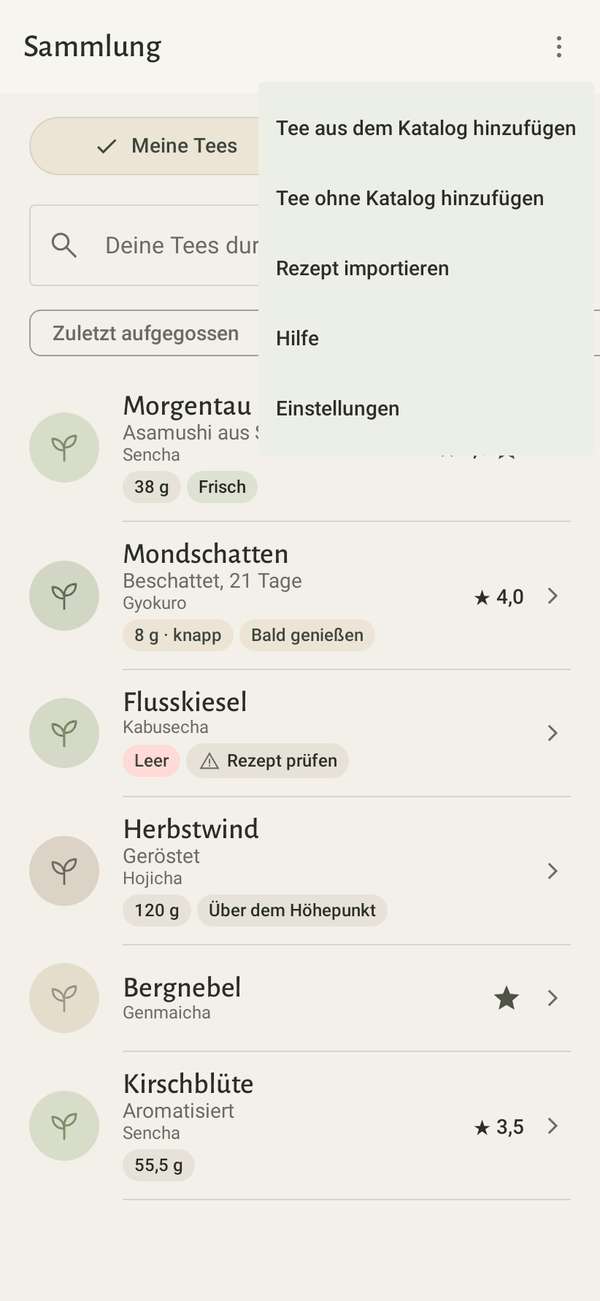 Sammlung
Meine Tees
Tee aus dem Katalog hinzufügen
Tee ohne Katalog hinzufügen
Rezept importieren
Hilfe
Einstellungen
Deine Tees
Zuletzt aufgegossen
Morgentau
Asamushi aus
Sencha
38 g
Frisch
Mondschatten
Beschattet, 21 Tage
Gyokuro
★ 4,0
8 g · knapp
Bald genießen
Flusskiesel
Kabusecha
Leer
Rezept prüfen
Herbstwind
Geröstet
Hojicha
120 g
Über dem Höhepunkt
Bergnebel
Genmaicha
Kirschblüte
Aromatisiert
Sencha
★ 3,5
55,5 g